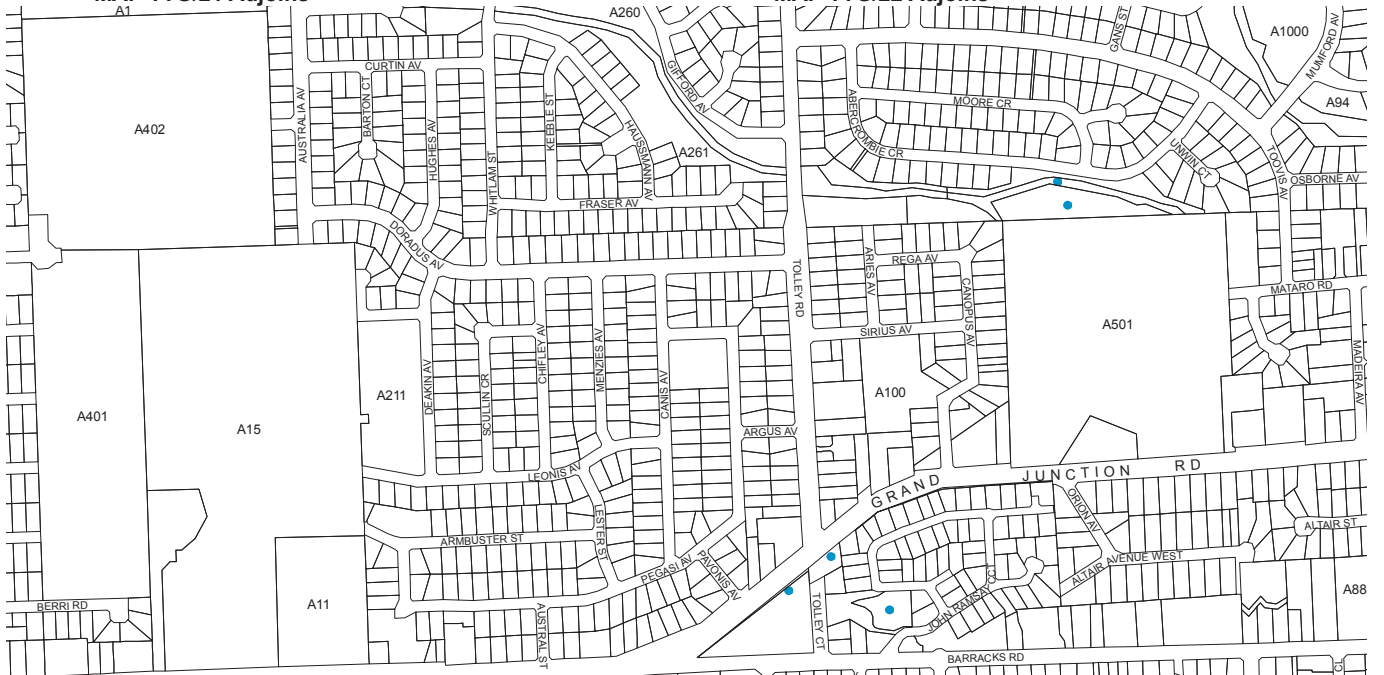 A1
A260
A1000
GANS ST
MUMFORD AV
CURTIN AV
GIFFORD AV
AUSTRALIA AV
BARTON CT
KEEBLE ST
ABERCROMBIE CR
MOORE CR
A94
A402
HUGHES AV
HAUSSMANN AV
A261
UNWIN CT
TOOVIS AV
OSBORNE AV
WHITLAM ST
FRASER AV
DORADUS AV
TOLLEY RD
ARIES AV
REGA AV
CANOPUS AV
MATARO RD
SIRIUS AV
A501
MADEIRA AV
DEAKIN AV
SCULLIN CR
CHIFLEY AV
MENZIES AV
CANIS AV
A211
A100
A401
A15
ARGUS AV
LEONIS AV
GRAND JUNCTION RD
ORION AV
LESTER S
ARMBUSTER ST
ALTAIR ST
ALTAIR AVENUE WEST
PEGASI AV
PAVONIS AV
A11
A88
BERRI RD
AUSTRAL ST
TOLLEY CT
JOHN RAMSAY CCT
BARRACKS RD
CL